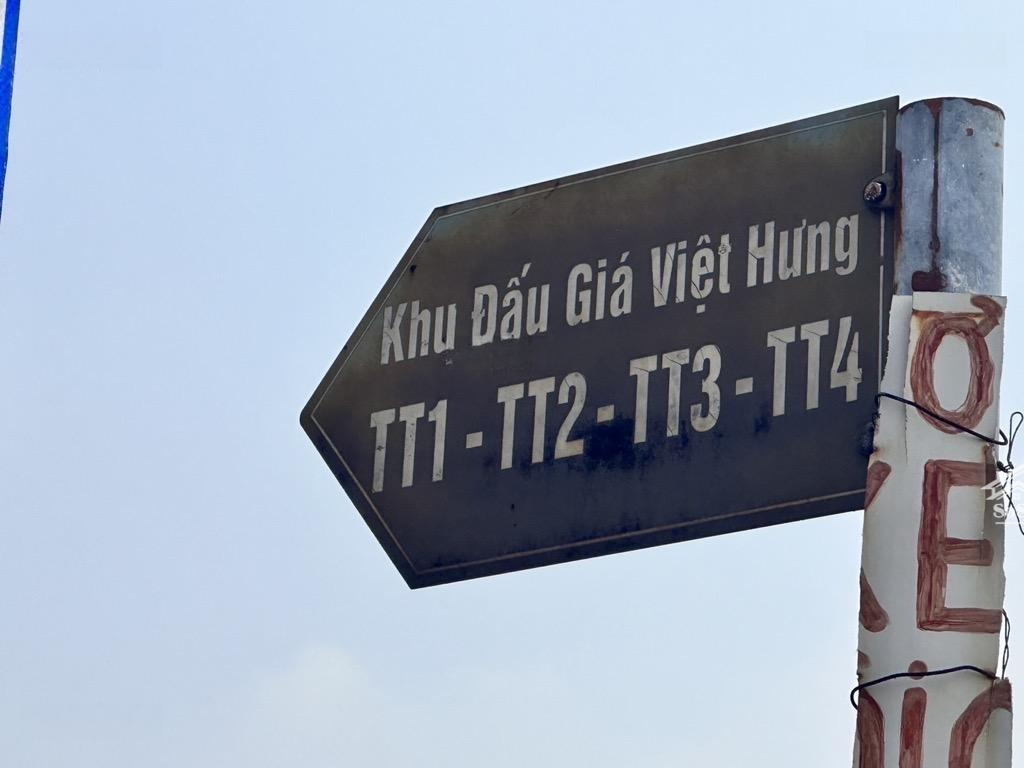 Khu Đấu Giá Việt Hưng
TT1 - TT2 - TT3 - TT4